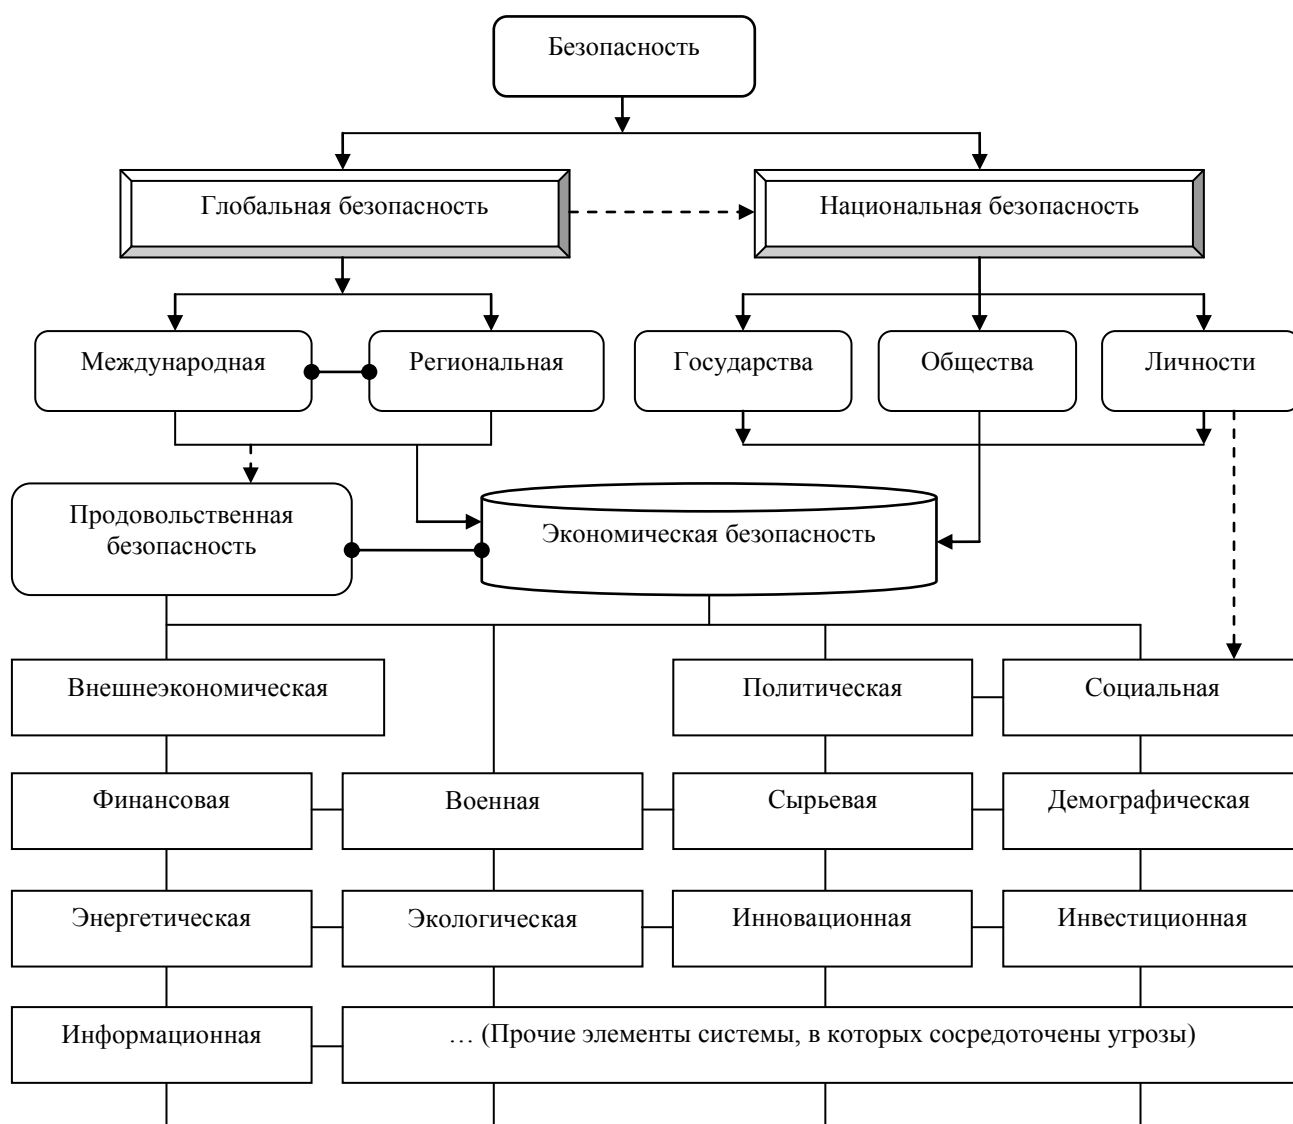 Безопасность
Глобальная безопасность
Национальная безопасность
Международная
Региональная
Государства
Общества
Личности
Продовольственная
безопасность
Экономическая безопасность
Внешнеэкономическая
Политическая
Социальная
Финансовая
Военная
Сырьевая
Демографическая
Энергетическая
Экологическая
Инновационная
Инвестиционная
Информационная
… (Прочие элементы системы, в которых сосредоточены угрозы)